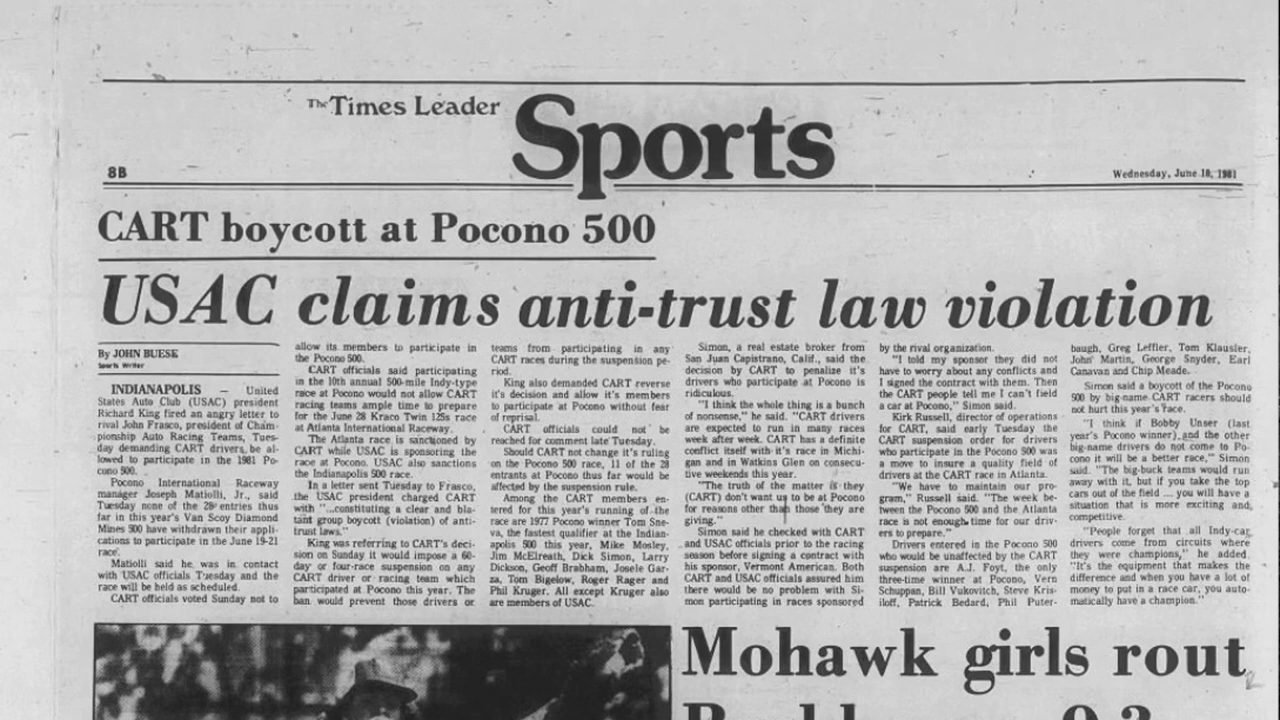 The Times Leader
Sports
8B
Wednesday, June 10, 1981
CART boycott at Pocono 500
USAC claims anti-trust law violation
By JOHN BUESE
Sports Writer
INDIANAPOLIS — United
States Auto Club (USAC) president
Richard King fired an angry letter to
rival John Frasco, president of Cham-
pionship Auto Racing Teams, Tues-
day demanding CART drivers be al-
lowed to participate in the 1981 Po-
cono 500.
Pocono International Raceway
manager Joseph Matiolli, Jr., said
Tuesday none of the 28 entries thus
far in this year's Van Scoy Diamond
Mines 500 have withdrawn their appli-
cations to participate in the June 19-21
race.
Matiolli said he was in contact
with USAC officials Tuesday and the
race will be held as scheduled.
CART officials voted Sunday not to
allow its members to participate in
the Pocono 500.
CART officials said participating
in the 10th annual 500-mile Indy-type
race at Pocono would not allow CART
racing teams ample time to prepare
for the June 28 Kraco Twin 125s race
at Atlanta International Raceway.
The Atlanta race is sanctioned by
CART while USAC is sponsoring the
race at Pocono. USAC also sanctions
the Indianapolis 500 race.
In a letter sent Tuesday to Frasco,
the USAC president charged CART
with "...constituting a clear and bla-
tant group boycott (violation) of anti-
trust laws."
King was referring to CART's deci-
sion on Sunday it would impose a 60-
day or four-race suspension on any
CART driver or racing team which
participated at Pocono this year. The
ban would prevent those drivers or
teams from participating in any
CART races during the suspension pe-
riod.
King also demanded CART reverse
it's decision and allow it's members
to participate at Pocono without fear
of reprisal.
CART officials could not be
reached for comment late Tuesday.
Should CART not change it's ruling
on the Pocono 500 race, 11 of the 28
entrants at Pocono thus far would be
affected by the suspension rule.
Among the CART members en-
tered for this year's running of the
race are 1977 Pocono winner Tom Sne-
va, the fastest qualifier at the Indian-
apolis 500 this year, Mike Mosley,
Jim McElreath, Dick Simon, Larry
Dickson, Geoff Brabham, Josele Gar-
za, Tom Bigelow, Roger Rager and
Phil Kruger. All except Kruger also
are members of USAC.
Simon, a real estate broker from
San Juan Capistrano, Calif., said the
decision by CART to penalize it's
drivers who participate at Pocono is
ridiculous.
"I think the whole thing is a bunch
of nonsense," he said. "CART drivers
are expected to run in many races
week after week. CART has a definite
conflict itself with it's race in Michi-
gan and in Watkins Glen on consecu-
tive weekends this year.
"The truth of the matter is they
(CART) don't want us to be at Pocono
for reasons other than those they are
giving."
Simon said he checked with CART
and USAC officials prior to the racing
season before signing a contract with
his sponsor, Vermont American. Both
CART and USAC officials assured him
there would be no problem with Si-
mon participating in races sponsored
by the rival organization.
"I told my sponsor they did not
have to worry about any conflicts and
I signed the contract with them. Then
the CART people tell me I can't field
a car at Pocono," Simon said.
Kirk Russell, director of operations
for CART, said early Tuesday the
CART suspension order for drivers
who participate in the Pocono 500 was
a move to insure a quality field of
drivers at the CART race in Atlanta.
"We have to maintain our pro-
gram," Russell said. "The week be-
tween the Pocono 500 and the Atlanta
race is not enough time for our driv-
ers to prepare."
Drivers entered in the Pocono 500
who would be unaffected by the CART
suspension are A.J. Foyt, the only
three-time winner at Pocono, Vern
Schuppan, Bill Vukovitch, Steve Kris-
iloff, Patrick Bedard, Phil Puter-
baugh, Greg Leffler, Tom Klausler,
John Martin, George Snyder, Earl
Canavan and Chip Meade.
Simon said a boycott of the Pocono
500 by big-name CART racers should
not hurt this year's race.
"I think if Bobby Unser (last
year's Pocono winner), and the other
big-name drivers do not come to Po-
cono it will be a better race," Simon
said. "The big-buck teams would run
away with it, but if you take the top
cars out of the field ... you will have a
situation that is more exciting and
competitive.
"People forget that all Indy-car
drivers come from circuits where
they were champions," he added.
"It's the equipment that makes the
difference and when you have a lot of
money to put in a race car, you auto-
matically have a champion."
Mohawk girls rout